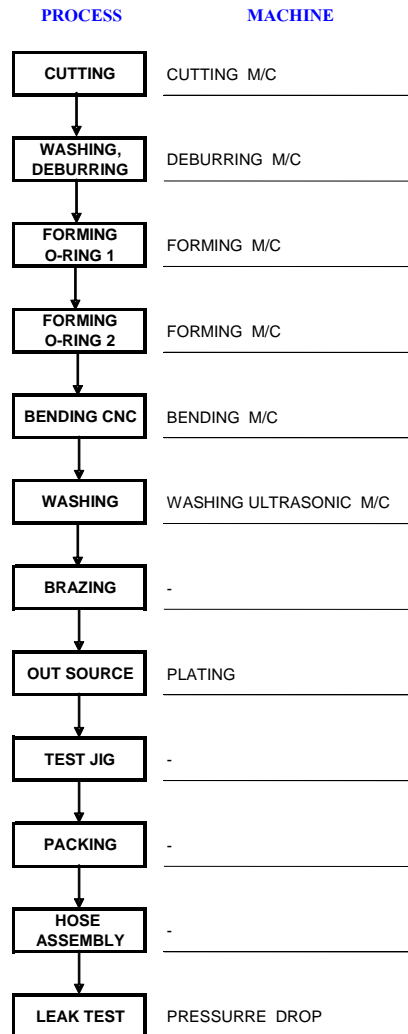 PROCESS MACHINE
CUTTING CUTTING M/C
WASHING,
DEBURRING DEBURRING M/C
FORMING
O-RING 1 FORMING M/C
FORMING
O-RING 2 FORMING M/C
BENDING CNC BENDING M/C
WASHING WASHING ULTRASONIC M/C
BRAZING -
OUT SOURCE PLATING
TEST JIG -
PACKING -
HOSE
ASSEMBLY -
LEAK TEST PRESSURRE DROP